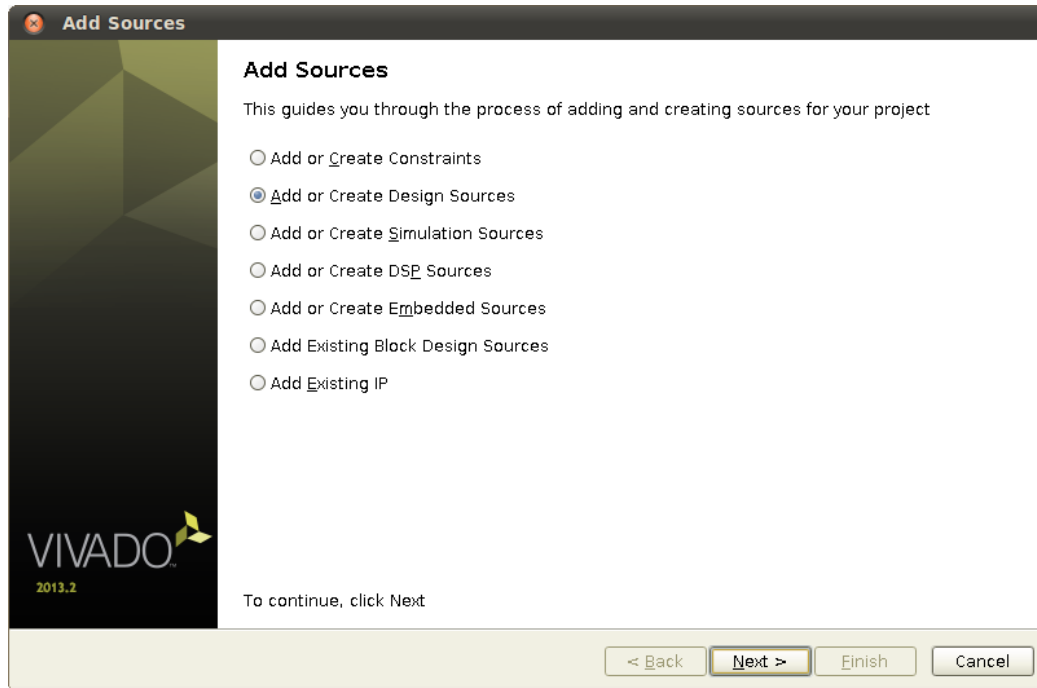 Add Sources
Add Sources
This guides you through the process of adding and creating sources for your project
Add or Create Constraints
Add or Create Design Sources
Add or Create Simulation Sources
Add or Create DSP Sources
Add or Create Embedded Sources
Add Existing Block Design Sources
Add Existing IP
VIVADO™
2013.2
To continue, click Next
< Back Next > Finish Cancel